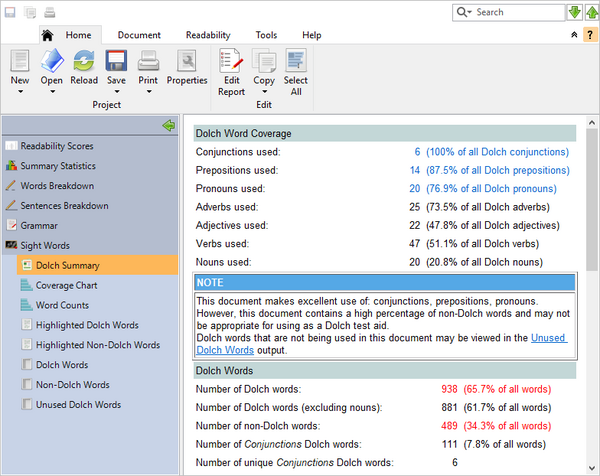 Search
Home Document Readability Tools Help
?
New Open Reload Save Print Properties Edit Report Copy Select All
Project Edit
Readability Scores
Summary Statistics
Words Breakdown
Sentences Breakdown
Grammar
Sight Words
Dolch Summary
Coverage Chart
Word Counts
Highlighted Dolch Words
Highlighted Non-Dolch Words
Dolch Words
Non-Dolch Words
Unused Dolch Words
Dolch Word Coverage
Conjunctions used: 6 (100% of all Dolch conjunctions)
Prepositions used: 14 (87.5% of all Dolch prepositions)
Pronouns used: 20 (76.9% of all Dolch pronouns)
Adverbs used: 25 (73.5% of all Dolch adverbs)
Adjectives used: 22 (47.8% of all Dolch adjectives)
Verbs used: 47 (51.1% of all Dolch verbs)
Nouns used: 20 (20.8% of all Dolch nouns)
NOTE
This document makes excellent use of: conjunctions, prepositions, pronouns.
However, this document contains a high percentage of non-Dolch words and may not
be appropriate for using as a Dolch test aid.
Dolch words that are not being used in this document may be viewed in the Unused
Dolch Words output.
Dolch Words
Number of Dolch words: 938 (65.7% of all words)
Number of Dolch words (excluding nouns): 881 (61.7% of all words)
Number of non-Dolch words: 489 (34.3% of all words)
Number of Conjunctions Dolch words: 111 (7.8% of all words)
Number of unique Conjunctions Dolch words: 6